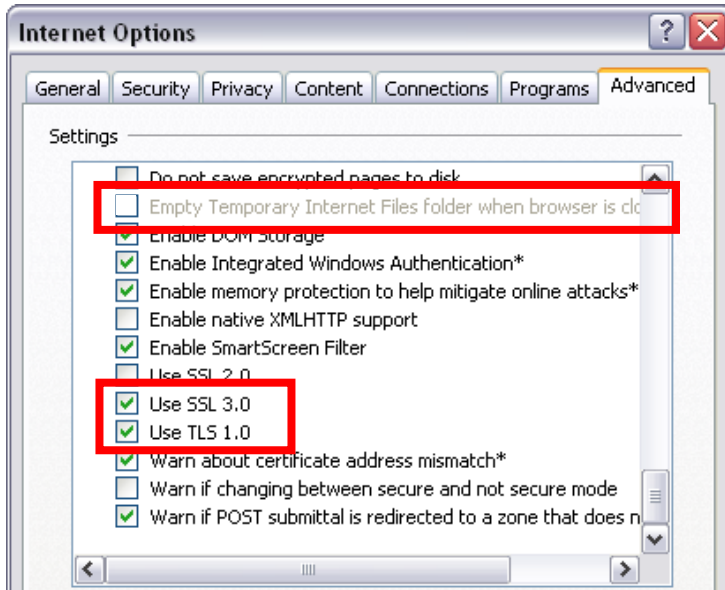 Internet Options
General Security Privacy Content Connections Programs Advanced
Settings
Do not save encrypted pages to disk
Empty Temporary Internet Files folder when browser is clo
Enable DOM Storage
Enable Integrated Windows Authentication*
Enable memory protection to help mitigate online attacks*
Enable native XMLHTTP support
Enable SmartScreen Filter
Use SSL 2.0
Use SSL 3.0
Use TLS 1.0
Warn about certificate address mismatch*
Warn if changing between secure and not secure mode
Warn if POST submittal is redirected to a zone that does n